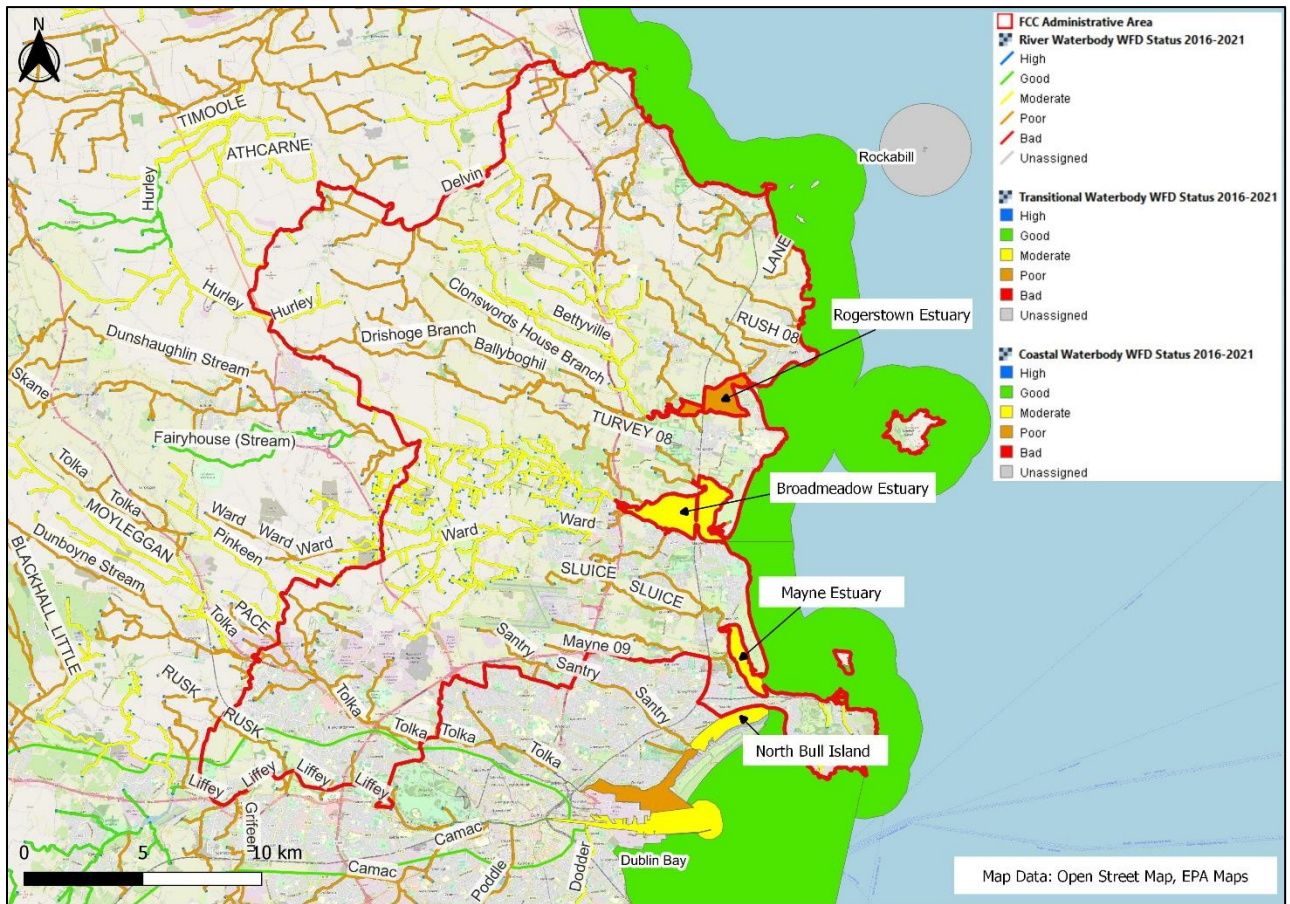 N
FCC Administrative Area
River Waterbody WFD Status 2016-2021
High
Good
Moderate
Poor
Bad
Unassigned
Transitional Waterbody WFD Status 2016-2021
High
Good
Moderate
Poor
Bad
Unassigned
Coastal Waterbody WFD Status 2016-2021
High
Good
Moderate
Poor
Bad
Unassigned
TIMOOLE
ATHCARNE
Hurley
Delvin
Rockabill
LANE
Hurley
Hurley
Clonswords House Branch
Bettyville
RUSH 08
Rogerstown Estuary
Drishoge Branch
Ballyboghil
Dunshaughlin Stream
Skane
TURVEY 08
Fairyhouse (Stream)
Tolka
Tolka
MOYLEGGAN
Dunboyne Stream
Ward
Ward
Ward
Pinkeen
Ward
Ward
Broadmeadow Estuary
BLACKHALL LITTLE
PACE
Tolka
SLUICE
SLUICE
Mayne Estuary
Mayne 09
Santry
Santry
Santry
RUSK
RUSK
Tolka
Tolka
Tolka
Tolka
North Bull Island
Liffey
Liffey
Liffey
Liffey
Griffeen
Camac
Camac
Poddle
Dodder
Dublin Bay
0 5 10 km
Map Data: Open Street Map, EPA Maps